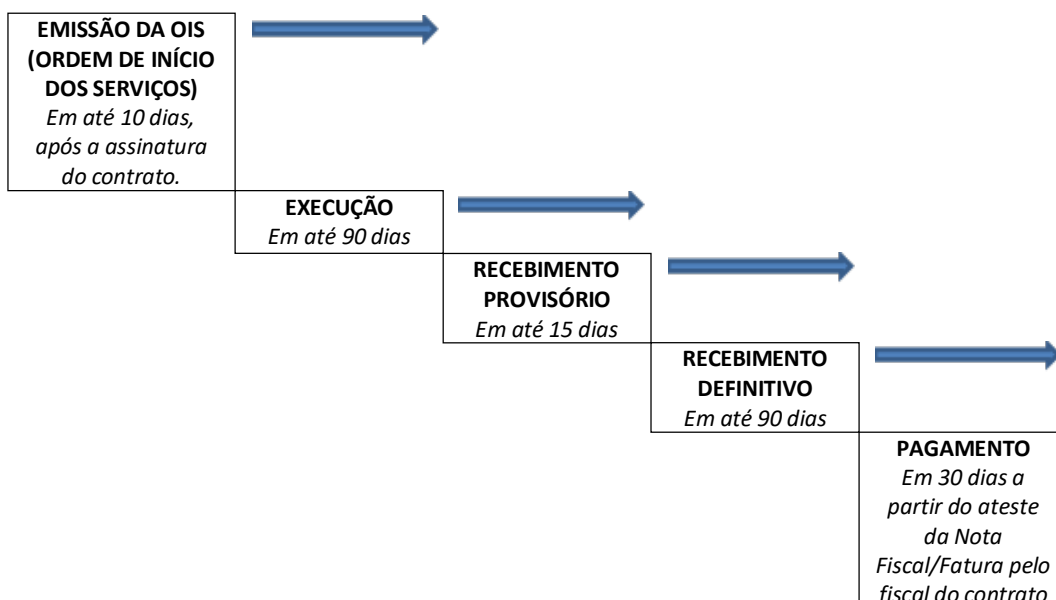 EMISSÃO DA OIS
(ORDEM DE INÍCIO
DOS SERVIÇOS)
Em até 10 dias,
após a assinatura
do contrato.
EXECUÇÃO
Em até 90 dias
RECEBIMENTO
PROVISÓRIO
Em até 15 dias
RECEBIMENTO
DEFINITIVO
Em até 90 dias
PAGAMENTO
Em 30 dias a
partir do ateste
da Nota
Fiscal/Fatura pelo
fiscal do contrato